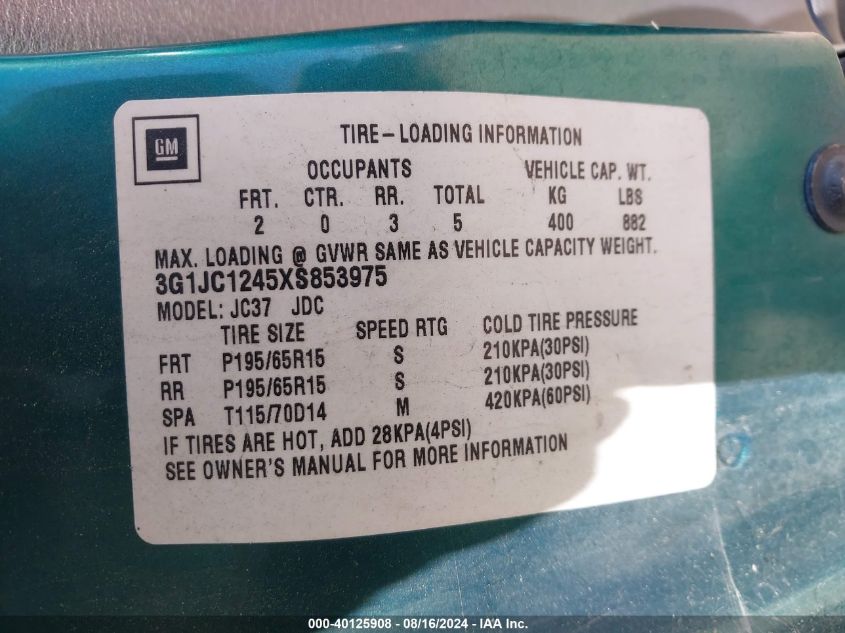 GM
TIRE-LOADING INFORMATION
OCCUPANTS VEHICLE CAP. WT.
FRT. CTR. RR. TOTAL KG LBS
2 0 3 5 400 882
MAX. LOADING @ GVWR SAME AS VEHICLE CAPACITY WEIGHT.
3G1JC1245XS853975
MODEL: JC37 JDC
TIRE SIZE SPEED RTG COLD TIRE PRESSURE
FRT P195/65R15 S 210KPA(30PSI)
RR P195/65R15 S 210KPA(30PSI)
SPA T115/70D14 M 420KPA(60PSI)
IF TIRES ARE HOT, ADD 28KPA(4PSI)
SEE OWNER'S MANUAL FOR MORE INFORMATION
000-40125908 - 08/16/2024 - IAA Inc.